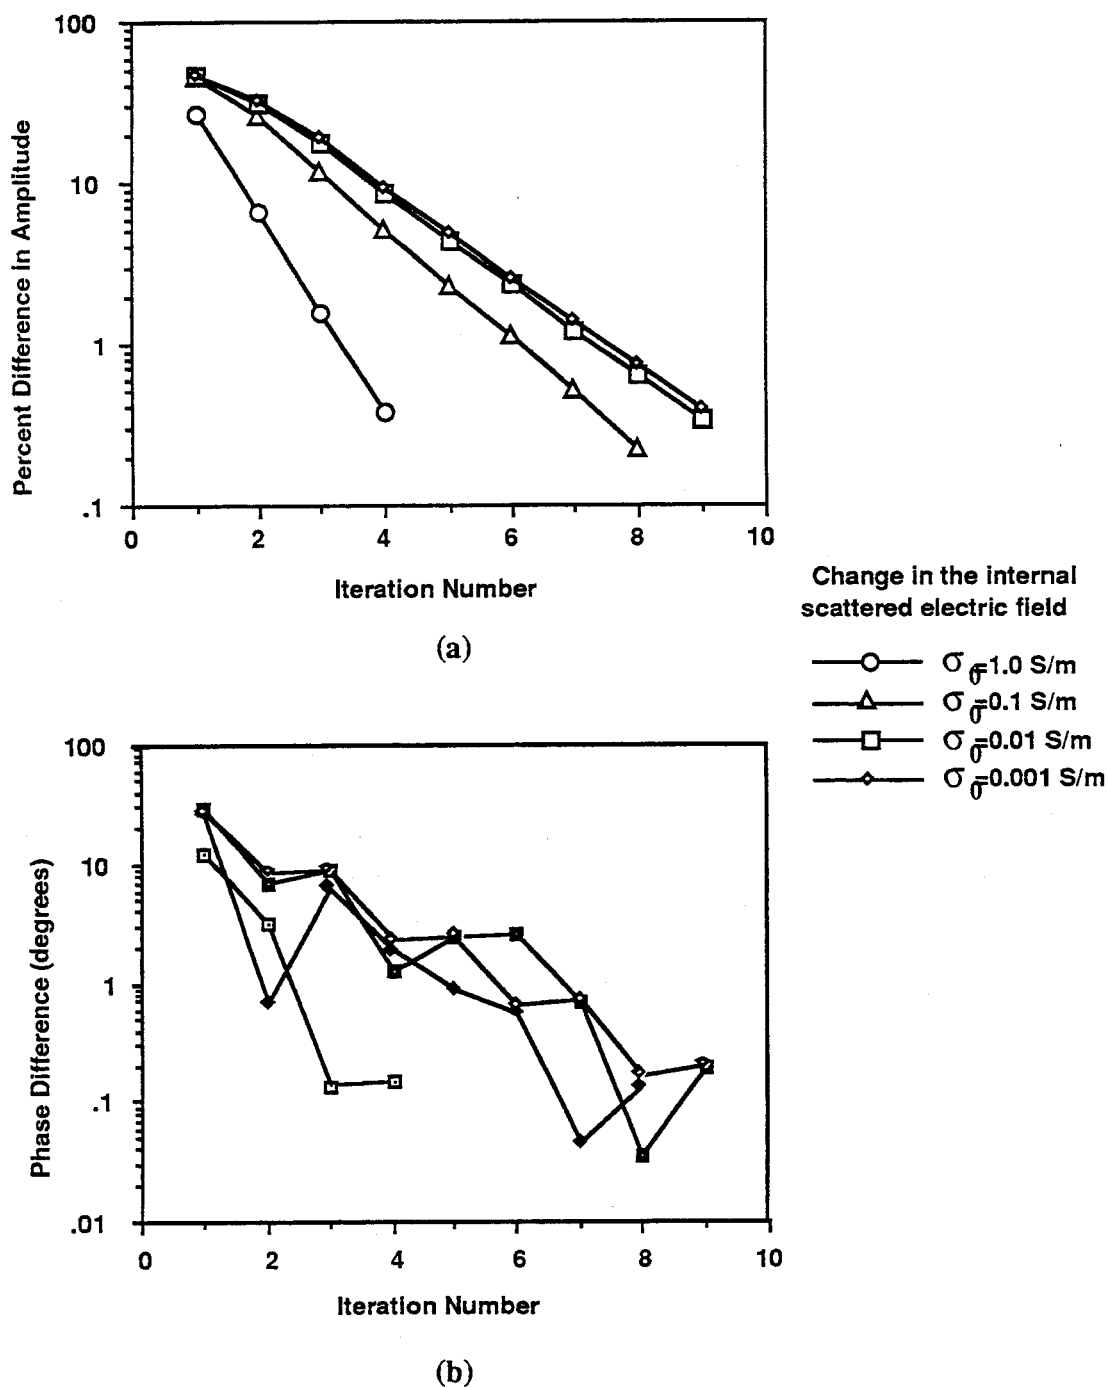 100
10
1
.1
Percent Difference in Amplitude
0 2 4 6 8 10
Iteration Number
(a)
Change in the internal
scattered electric field
σ0=1.0 S/m
σ0=0.1 S/m
σ0=0.01 S/m
σ0=0.001 S/m
100
10
1
.1
.01
Phase Difference (degrees)
0 2 4 6 8 10
Iteration Number
(b)